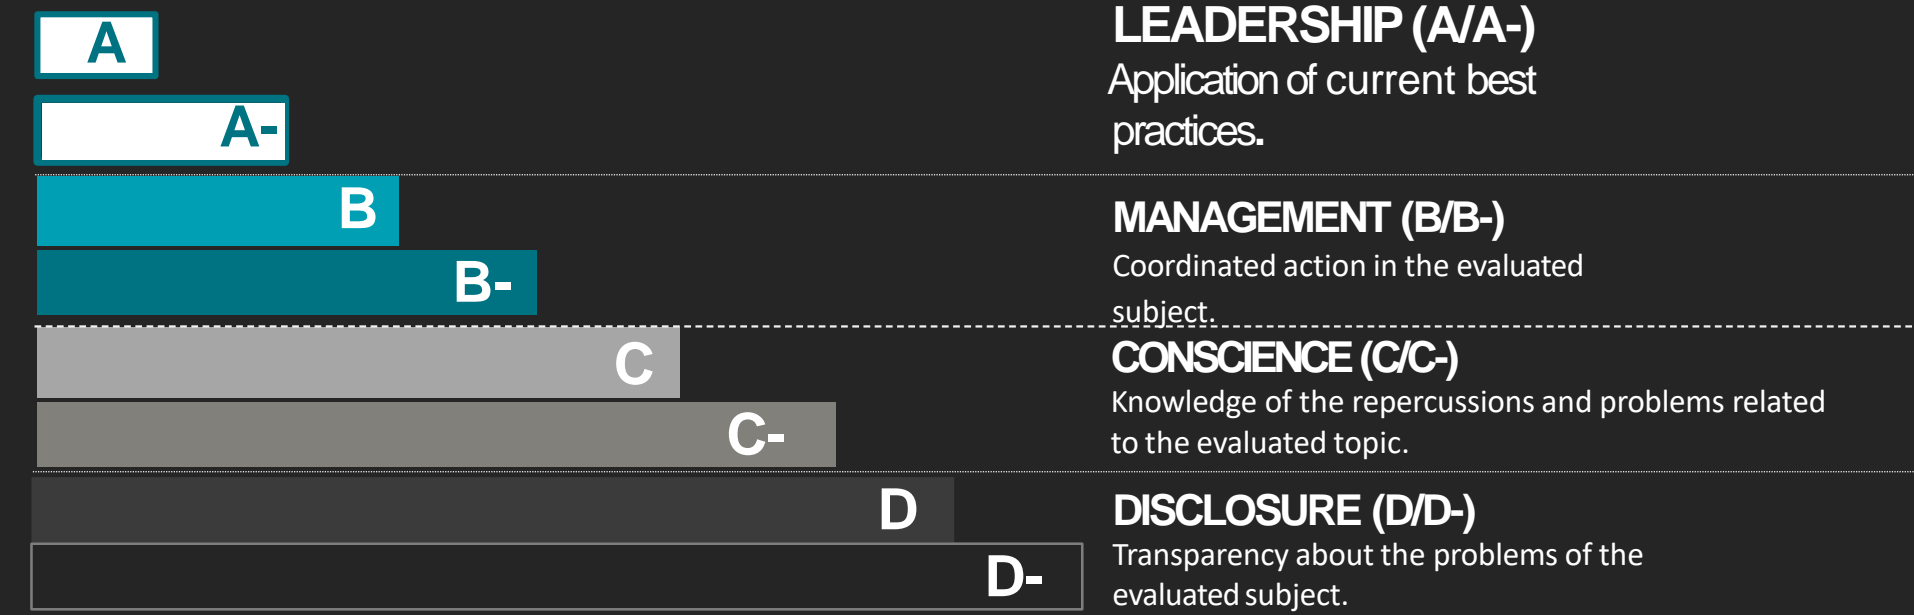 A
LEADERSHIP (A/A-)
Application of current best
practices.
A-
B
MANAGEMENT (B/B-)
Coordinated action in the evaluated
subject.
B-
C
CONSCIENCE (C/C-)
Knowledge of the repercussions and problems related
to the evaluated topic.
C-
D
DISCLOSURE (D/D-)
Transparency about the problems of the
evaluated subject.
D-